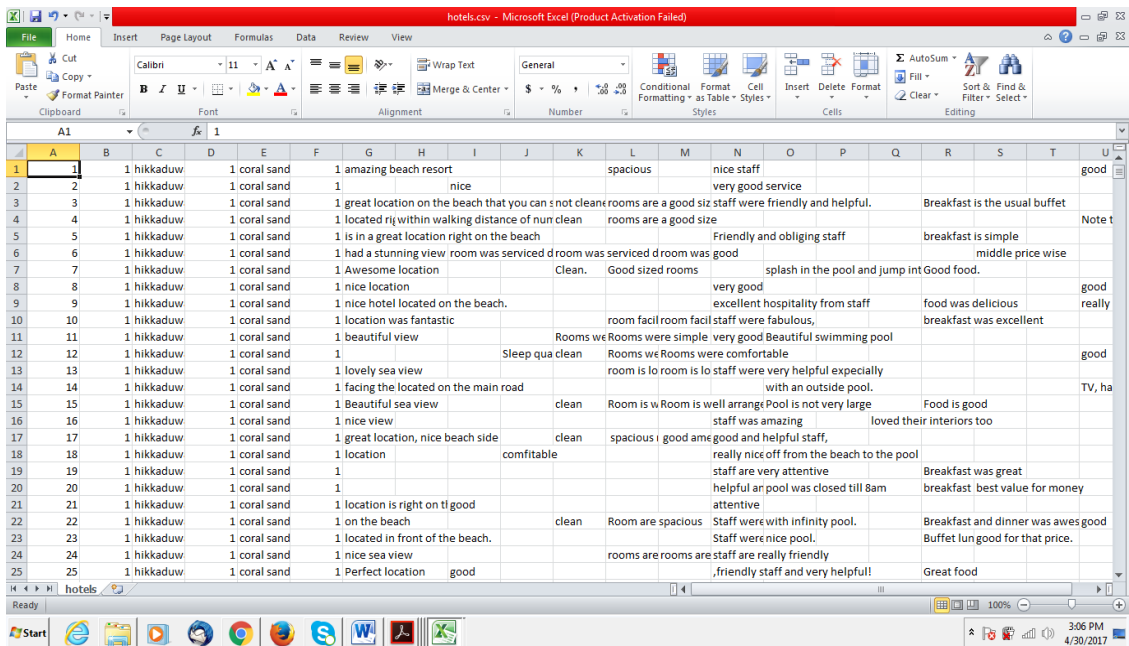 hotels.csv - Microsoft Excel (Product Activation Failed)
File Home Insert Page Layout Formulas Data Review View
Cut
Copy
Format Painter
Paste
Calibri 11
B I U
Wrap Text
Merge & Center
General
$ % ,
Conditional Formatting
Format as Table
Cell Styles
Insert Delete Format
AutoSum
Fill
Clear
Sort & Filter
Find & Select
Clipboard Font Alignment Number Styles Cells Editing
A1 fx 1
A B C D E F G H I J K L M N O P Q R S T U
1 1 1 hikkaduw 1 coral sand 1 amazing beach resort spacious nice staff good
2 2 1 hikkaduw 1 coral sand 1 nice very good service
3 3 1 hikkaduw 1 coral sand 1 great location on the beach that you can s not cleane rooms are a good siz staff were friendly and helpful. Breakfast is the usual buffet
4 4 1 hikkaduw 1 coral sand 1 located rig within walking distance of num clean rooms are a good size Note t
5 5 1 hikkaduw 1 coral sand 1 is in a great location right on the beach Friendly and obliging staff breakfast is simple
6 6 1 hikkaduw 1 coral sand 1 had a stunning view room was serviced d room was serviced d room was good middle price wise
7 7 1 hikkaduw 1 coral sand 1 Awesome location Clean. Good sized rooms splash in the pool and jump int Good food.
8 8 1 hikkaduw 1 coral sand 1 nice location very good good
9 9 1 hikkaduw 1 coral sand 1 nice hotel located on the beach. excellent hospitality from staff food was delicious really
10 10 1 hikkaduw 1 coral sand 1 location was fantastic room facil room facil staff were fabulous, breakfast was excellent
11 11 1 hikkaduw 1 coral sand 1 beautiful view Rooms we Rooms were simple very good Beautiful swimming pool
12 12 1 hikkaduw 1 coral sand 1 Sleep qua clean Rooms we Rooms were comfortable good
13 13 1 hikkaduw 1 coral sand 1 lovely sea view room is lo room is lo staff were very helpful expecially
14 14 1 hikkaduw 1 coral sand 1 facing the located on the main road with an outside pool. TV, ha
15 15 1 hikkaduw 1 coral sand 1 Beautiful sea view clean Room is w Room is well arrange Pool is not very large Food is good
16 16 1 hikkaduw 1 coral sand 1 nice view staff was amazing loved their interiors too
17 17 1 hikkaduw 1 coral sand 1 great location, nice beach side clean spacious good ame good and helpful staff,
18 18 1 hikkaduw 1 coral sand 1 location comfitable really nice off from the beach to the pool
19 19 1 hikkaduw 1 coral sand 1 staff are very attentive Breakfast was great
20 20 1 hikkaduw 1 coral sand 1 helpful an pool was closed till 8am breakfast best value for money
21 21 1 hikkaduw 1 coral sand 1 location is right on tl good attentive
22 22 1 hikkaduw 1 coral sand 1 on the beach clean Room are spacious Staff were with infinity pool. Breakfast and dinner was awes good
23 23 1 hikkaduw 1 coral sand 1 located in front of the beach. Staff were nice pool. Buffet lun good for that price.
24 24 1 hikkaduw 1 coral sand 1 nice sea view rooms are rooms are staff are really friendly
25 25 1 hikkaduw 1 coral sand 1 Perfect location good ,friendly staff and very helpful! Great food
hotels
Ready 100%
Start 3:06 PM
4/30/2017